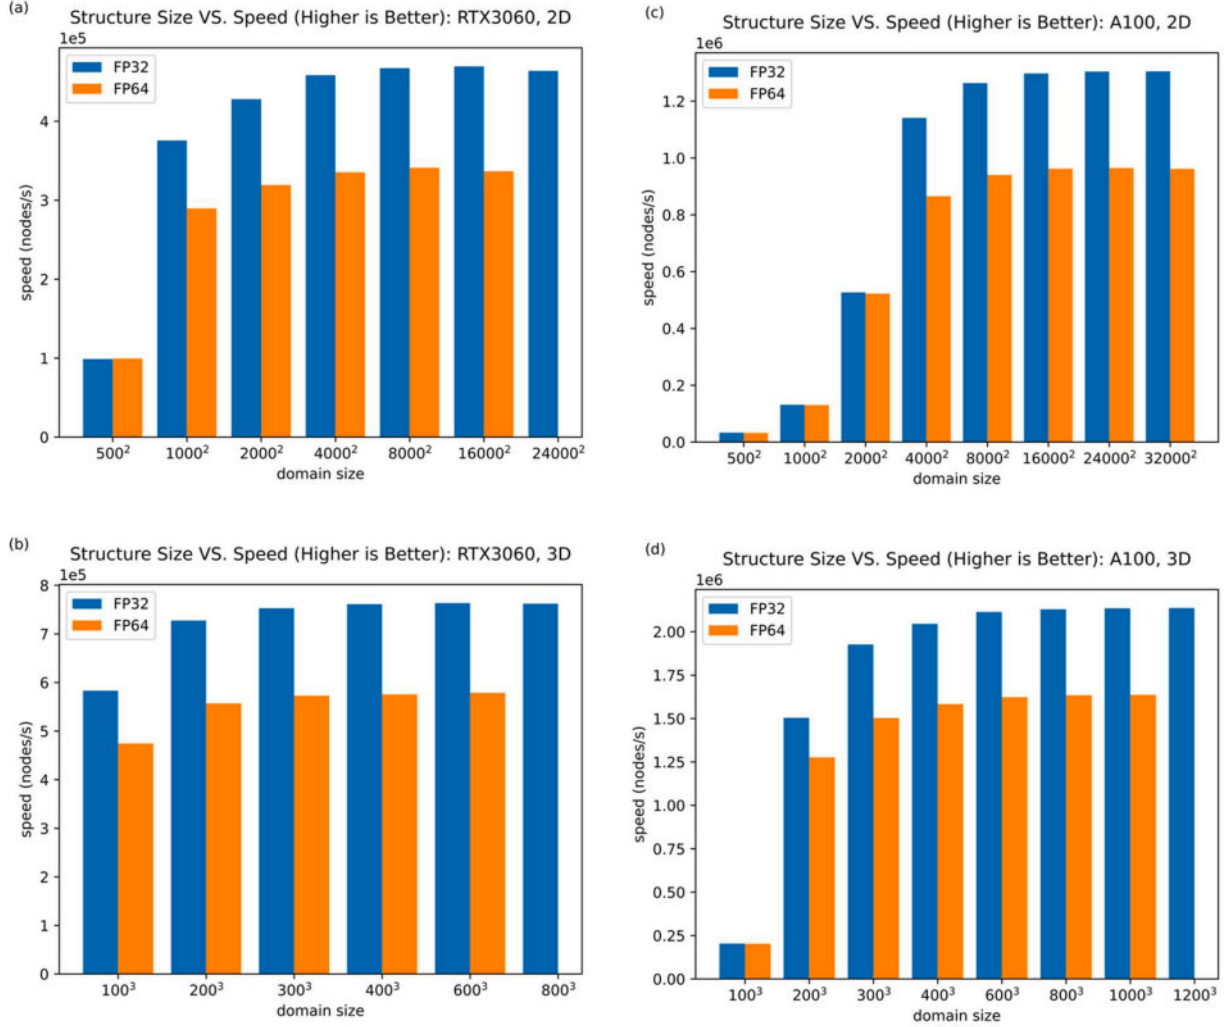 (a)
Structure Size VS. Speed (Higher is Better): RTX3060, 2D
1e5
FP32
FP64
4
3
2
1
0
speed (nodes/s)
500²
1000²
2000²
4000²
8000²
16000²
24000²
domain size
(c)
Structure Size VS. Speed (Higher is Better): A100, 2D
1e6
FP32
FP64
1.2
1.0
0.8
0.6
0.4
0.2
0.0
speed (nodes/s)
500²
1000²
2000²
4000²
8000²
16000²
24000²
32000²
domain size
(b)
Structure Size VS. Speed (Higher is Better): RTX3060, 3D
1e5
FP32
FP64
8
7
6
5
4
3
2
1
0
speed (nodes/s)
100³
200³
300³
400³
600³
800³
domain size
(d)
Structure Size VS. Speed (Higher is Better): A100, 3D
1e6
FP32
FP64
2.00
1.75
1.50
1.25
1.00
0.75
0.50
0.25
0.00
speed (nodes/s)
100³
200³
300³
400³
600³
800³
1000³
1200³
domain size